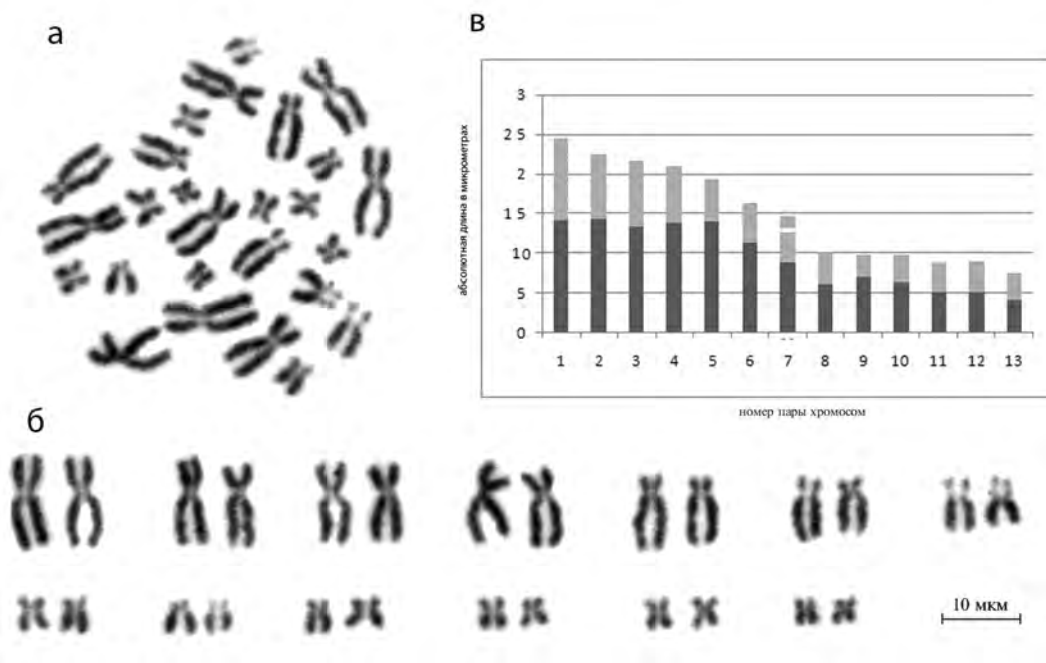 а
в
3
2 5
2
1 5
10
5
0
абсолютная длина в микрометрах
1 2 3 4 5 6 7 8 9 10 11 12 13
номер пары хромосом
б
10 мкм